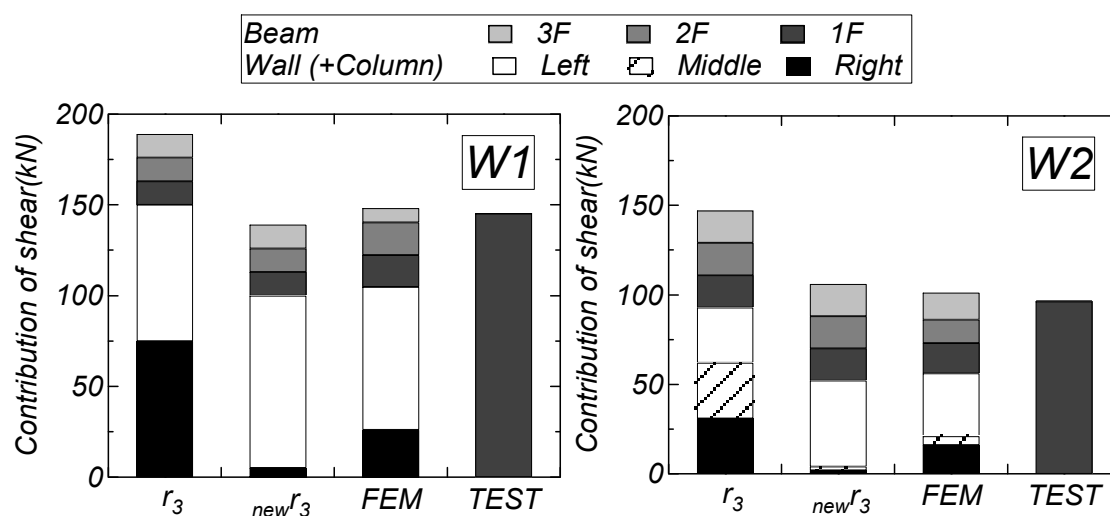 Beam 3F 2F 1F
Wall (+Column) Left Middle Right
Contribution of shear(kN)
200
150
100
50
0
W1
r3 newr3 FEM TEST
Contribution of shear(kN)
200
150
100
50
0
W2
r3 newr3 FEM TEST